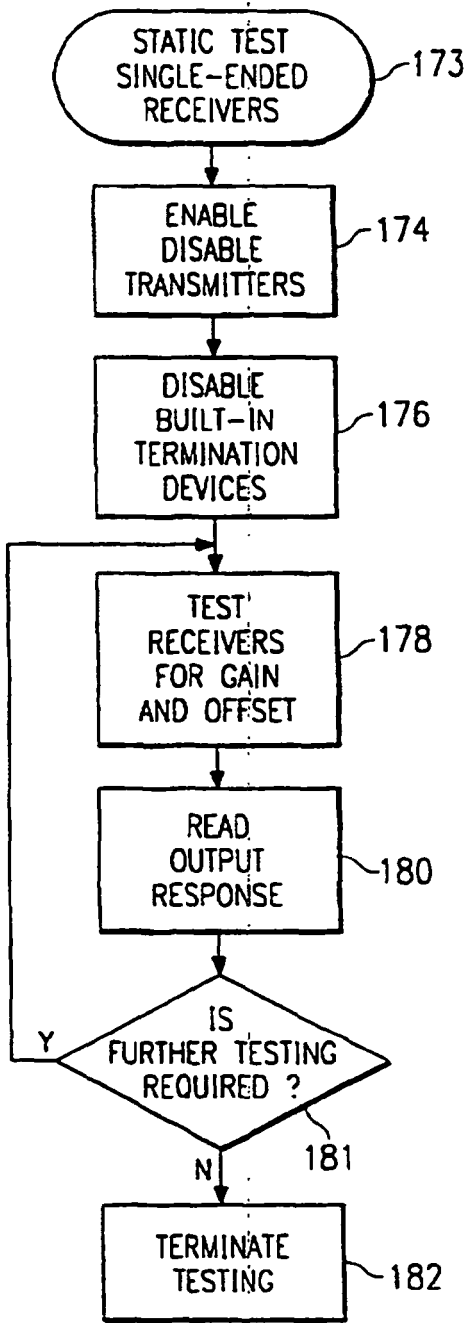 STATIC TEST
SINGLE-ENDED
RECEIVERS
173
ENABLE
DISABLE
TRANSMITTERS
174
DISABLE
BUILT-IN
TERMINATION
DEVICES
176
TEST
RECEIVERS
FOR GAIN
AND OFFSET
178
READ
OUTPUT
RESPONSE
180
IS
FURTHER TESTING
REQUIRED ?
181
Y
N
TERMINATE
TESTING
182